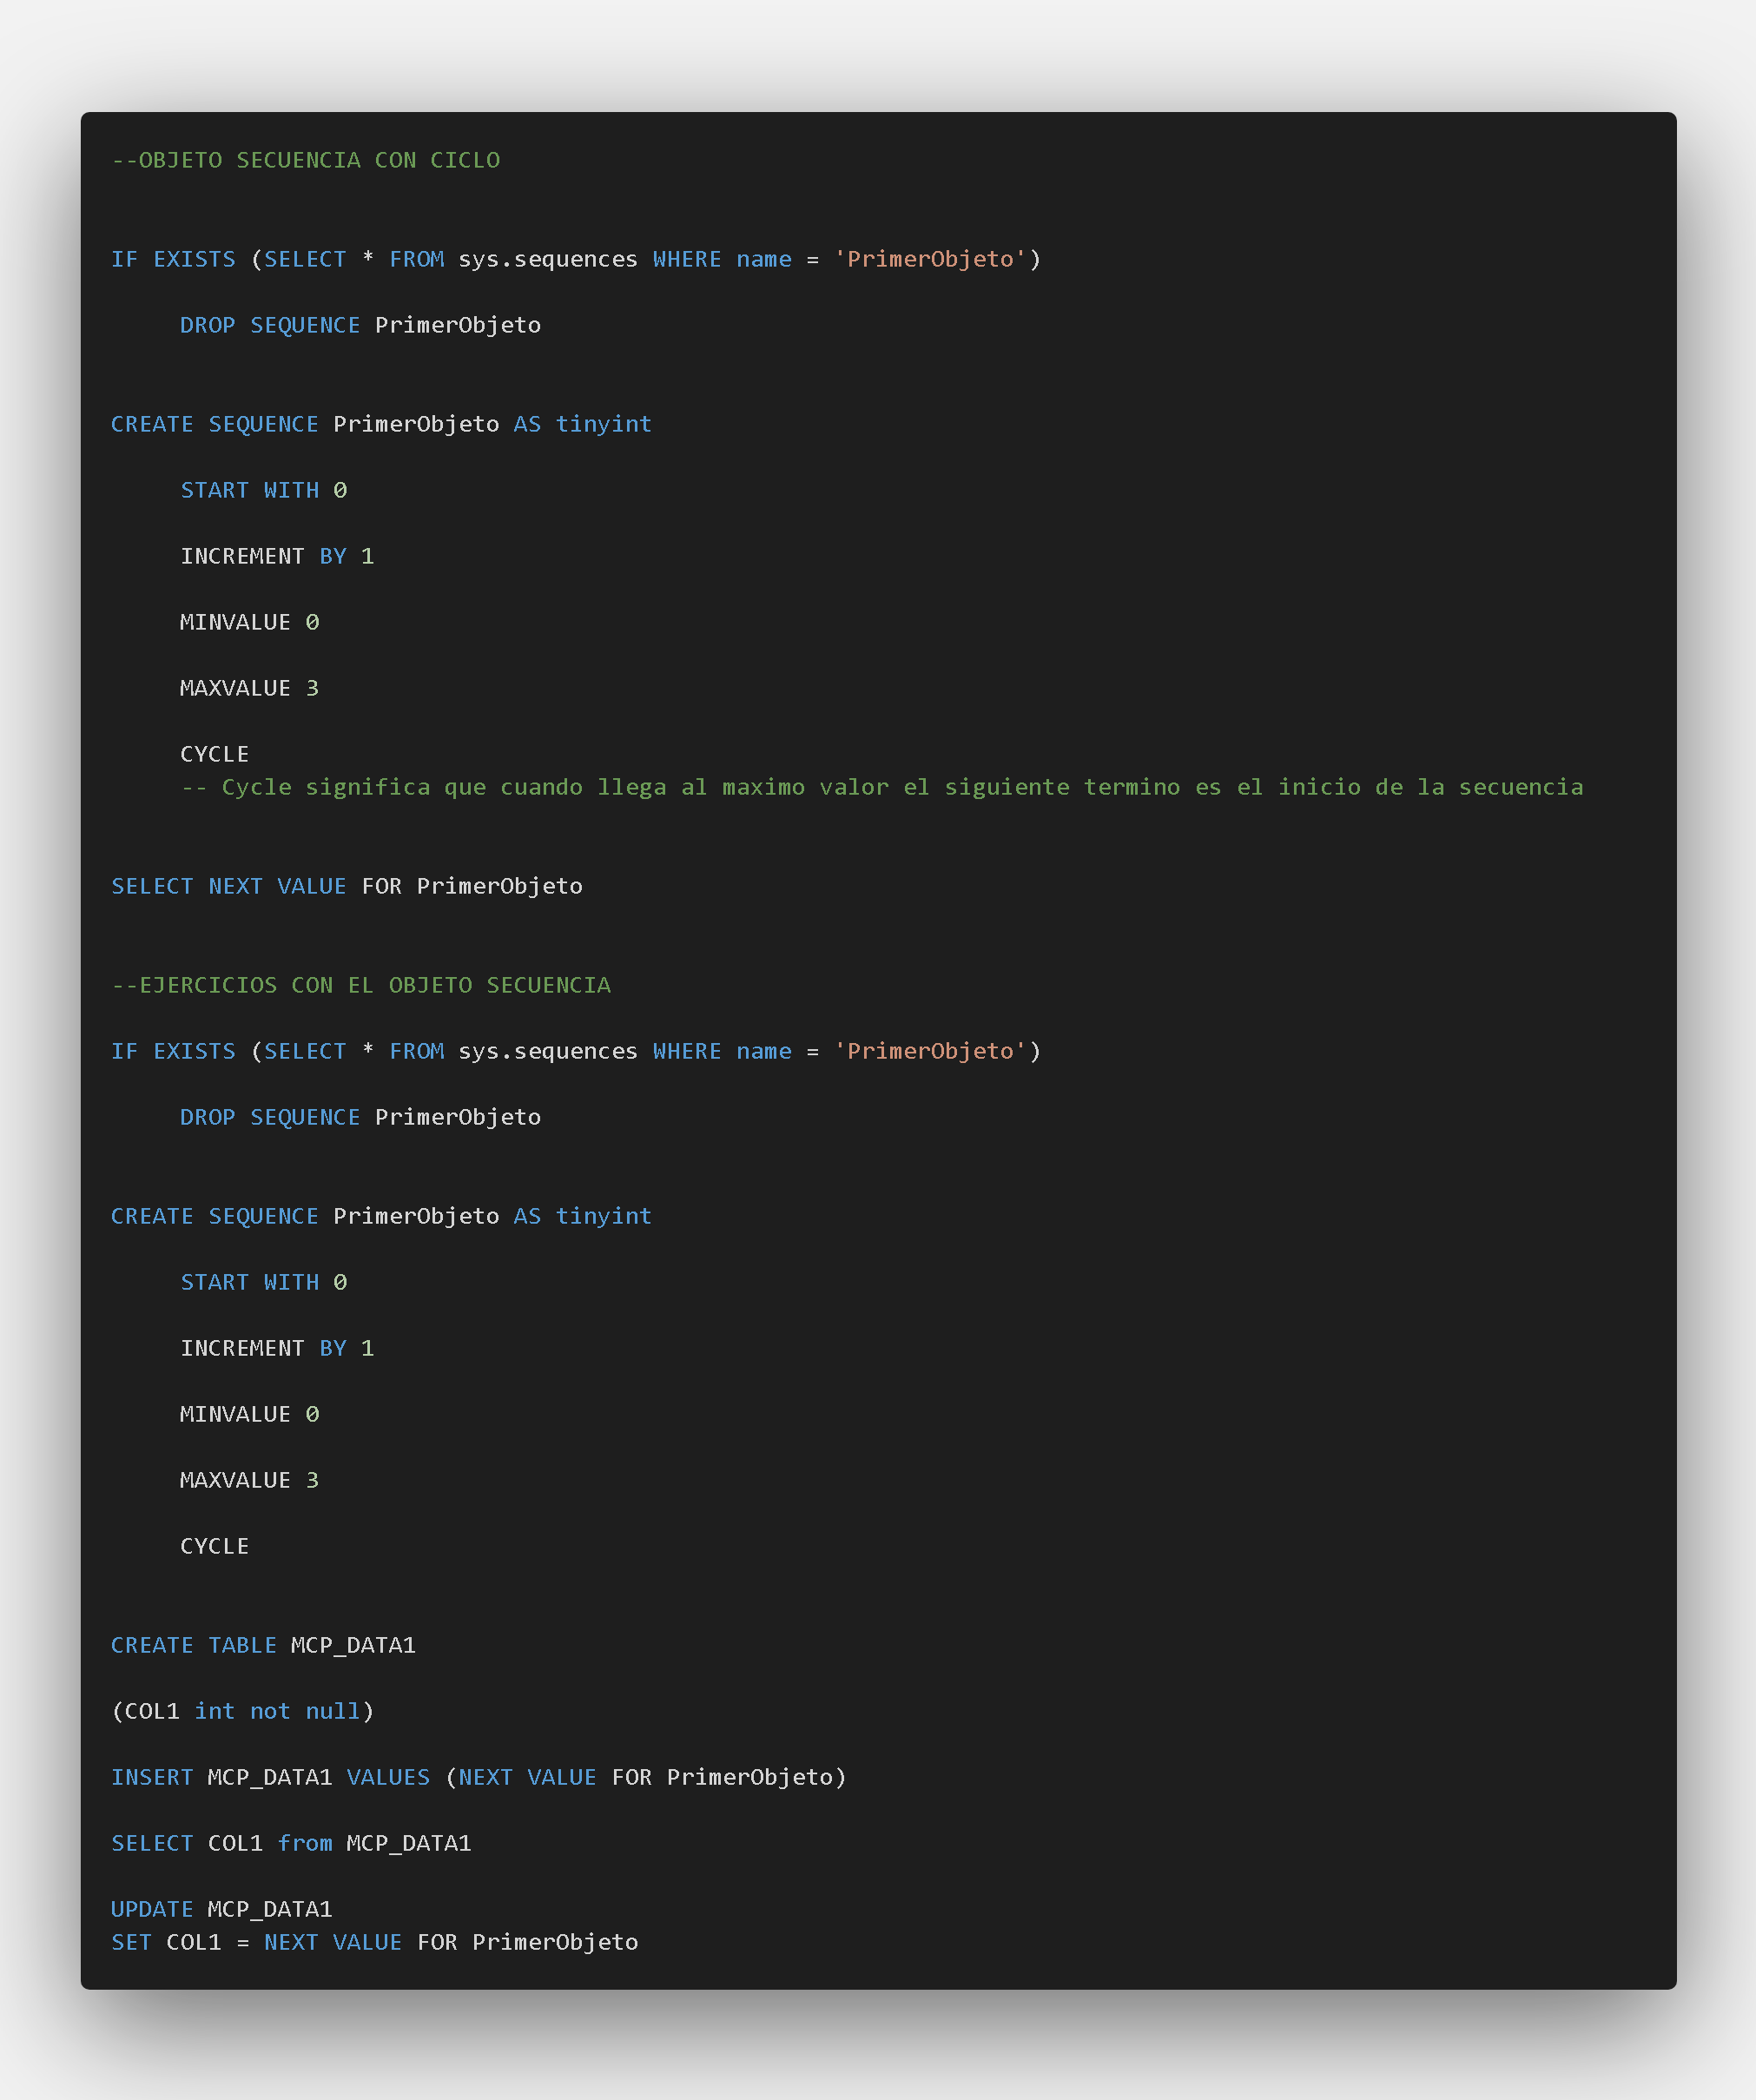 --OBJETO SECUENCIA CON CICLO
IF EXISTS (SELECT * FROM sys.sequences WHERE name = 'PrimerObjeto')
DROP SEQUENCE PrimerObjeto
CREATE SEQUENCE PrimerObjeto AS tinyint
START WITH 0
INCREMENT BY 1
MINVALUE 0
MAXVALUE 3
CYCLE
-- Cycle significa que cuando llega al maximo valor el siguiente termino es el inicio de la secuencia
SELECT NEXT VALUE FOR PrimerObjeto
--EJERCICIOS CON EL OBJETO SECUENCIA
IF EXISTS (SELECT * FROM sys.sequences WHERE name = 'PrimerObjeto')
DROP SEQUENCE PrimerObjeto
CREATE SEQUENCE PrimerObjeto AS tinyint
START WITH 0
INCREMENT BY 1
MINVALUE 0
MAXVALUE 3
CYCLE
CREATE TABLE MCP_DATA1
(COL1 int not null)
INSERT MCP_DATA1 VALUES (NEXT VALUE FOR PrimerObjeto)
SELECT COL1 from MCP_DATA1
UPDATE MCP_DATA1
SET COL1 = NEXT VALUE FOR PrimerObjeto